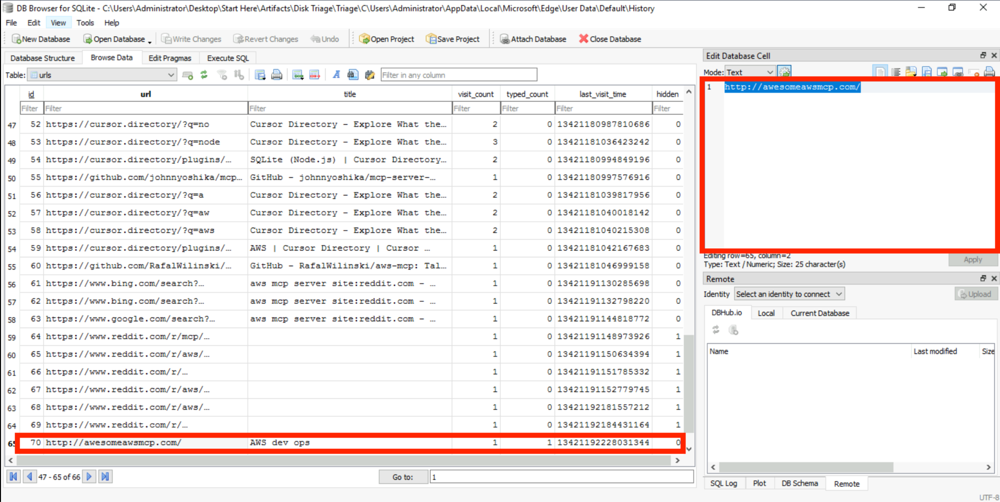 DB Browser for SQLite - C:\Users\Administrator\Desktop\Start Here\Artifacts\Disk Triage\Triage\C\Users\Administrator\AppData\Local\Microsoft\Edge\User Data\Default\History
File Edit View Tools Help
New Database Open Database Write Changes Revert Changes Undo Open Project Save Project Attach Database Close Database
Database Structure Browse Data Edit Pragmas Execute SQL
Table: urls Filter in any column
id url title visit_count typed_count last_visit_time hidden
Filter Filter Filter Filter Filter Filter Filter
47 52 https://cursor.directory/?q=no Cursor Directory - Explore What the… 2 0 13421180987810686 0
48 53 https://cursor.directory/?q=node Cursor Directory - Explore What the… 3 0 13421181036423242 0
49 54 https://cursor.directory/plugins/… SQLite (Node.js) | Cursor Directory… 2 0 13421180994849196 0
50 55 https://github.com/johnnyoshika/mcp… GitHub - johnnyoshika/mcp-server-… 1 0 13421180997576916 0
51 56 https://cursor.directory/?q=a Cursor Directory - Explore What the… 2 0 13421181039817956 0
52 57 https://cursor.directory/?q=aw Cursor Directory - Explore What the… 2 0 13421181040018142 0
53 58 https://cursor.directory/?q=aws Cursor Directory - Explore What the… 2 0 13421181040215308 0
54 59 https://cursor.directory/plugins/… AWS | Cursor Directory | Cursor … 1 0 13421181042167683 0
55 60 https://github.com/RafalWilinski/… GitHub - RafalWilinski/aws-mcp: Tal… 1 0 13421181046999158 0
56 61 https://www.bing.com/search?… aws mcp server site:reddit.com - … 1 0 13421191130285698 0
57 62 https://www.bing.com/search?… aws mcp server site:reddit.com - … 1 0 13421191132798220 0
58 63 https://www.google.com/search?… aws mcp server site:reddit.com - … 1 0 13421191144818772 0
59 64 https://www.reddit.com/r/mcp/… 1 0 13421191148973926 1
60 65 https://www.reddit.com/r/aws/… 1 0 13421191150634394 1
61 66 https://www.reddit.com/r/… 1 0 13421191151785332 1
62 67 https://www.reddit.com/r/aws/… 1 0 13421191152779745 1
63 68 https://www.reddit.com/r/aws/… 1 0 13421192181557212 1
64 69 https://www.reddit.com/r/… 1 0 13421192184431164 1
65 70 http://awesomeawsmcp.com/ AWS dev ops 1 1 13421192228031344 0
47 - 65 of 66 Go to: 1
Edit Database Cell
Mode: Text
1 http://awesomeawsmcp.com/
Editing row=65, column=2
Type: Text / Numeric; Size: 25 character(s)
Apply
Remote
Identity Select an identity to connect Upload
DBHub.io Local Current Database
Name Last modified Size
SQL Log Plot DB Schema Remote
UTF-8